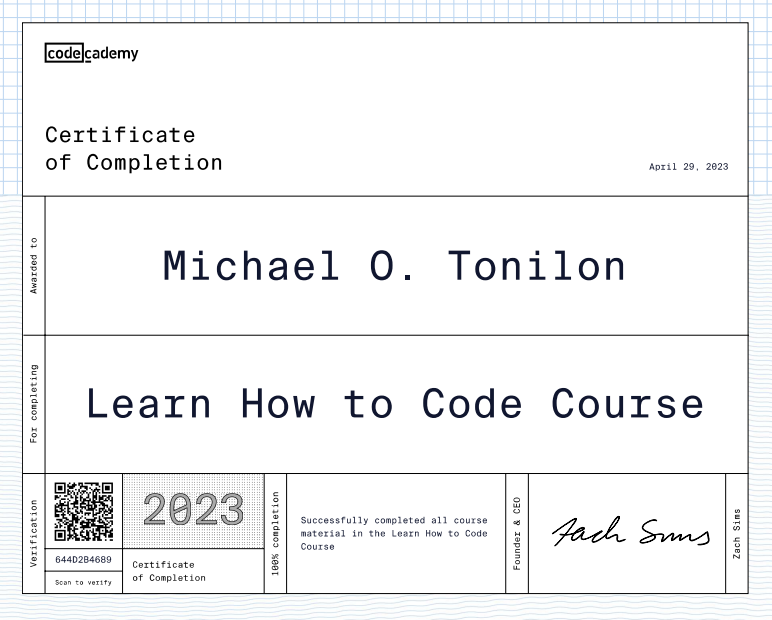 codecademy
Certificate
of Completion
April 29, 2023
Awarded to
Michael O. Tonilon
For completing
Learn How to Code Course
Verification
644D2B4689
Scan to verify
2023
Certificate
of Completion
100% completion
Successfully completed all course
material in the Learn How to Code
Course
Founder & CEO
Zach Sims
Zach Sims